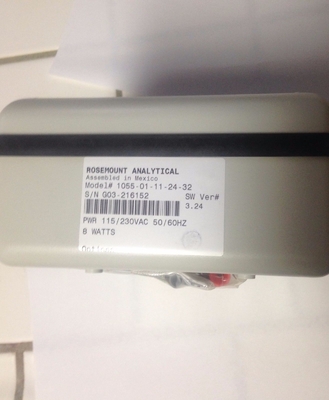 ROSEMOUNT ANALYTICAL
Assembled in Mexico
Model# 1055-01-11-24-32
S/N G03-216152 SW Ver#
3.24
PWR 115/230VAC 50/60HZ
8 WATTS